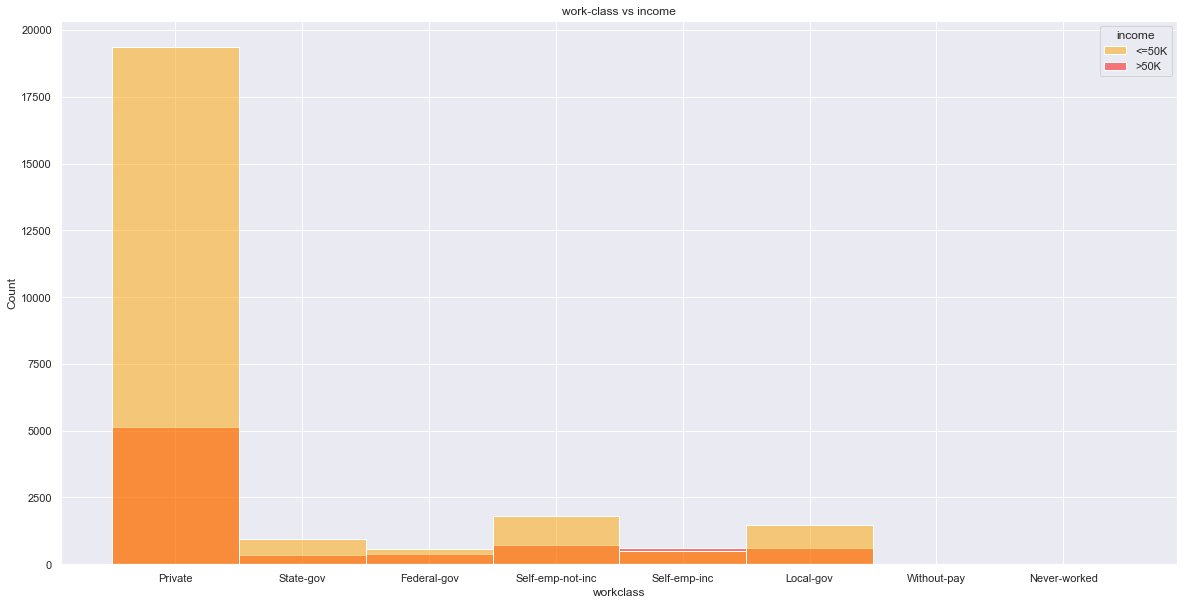 work-class vs income
income
<=50K
>50K
20000
17500
15000
12500
10000
7500
5000
2500
0
Count
Private State-gov Federal-gov Self-emp-not-inc Self-emp-inc Local-gov Without-pay Never-worked
workclass